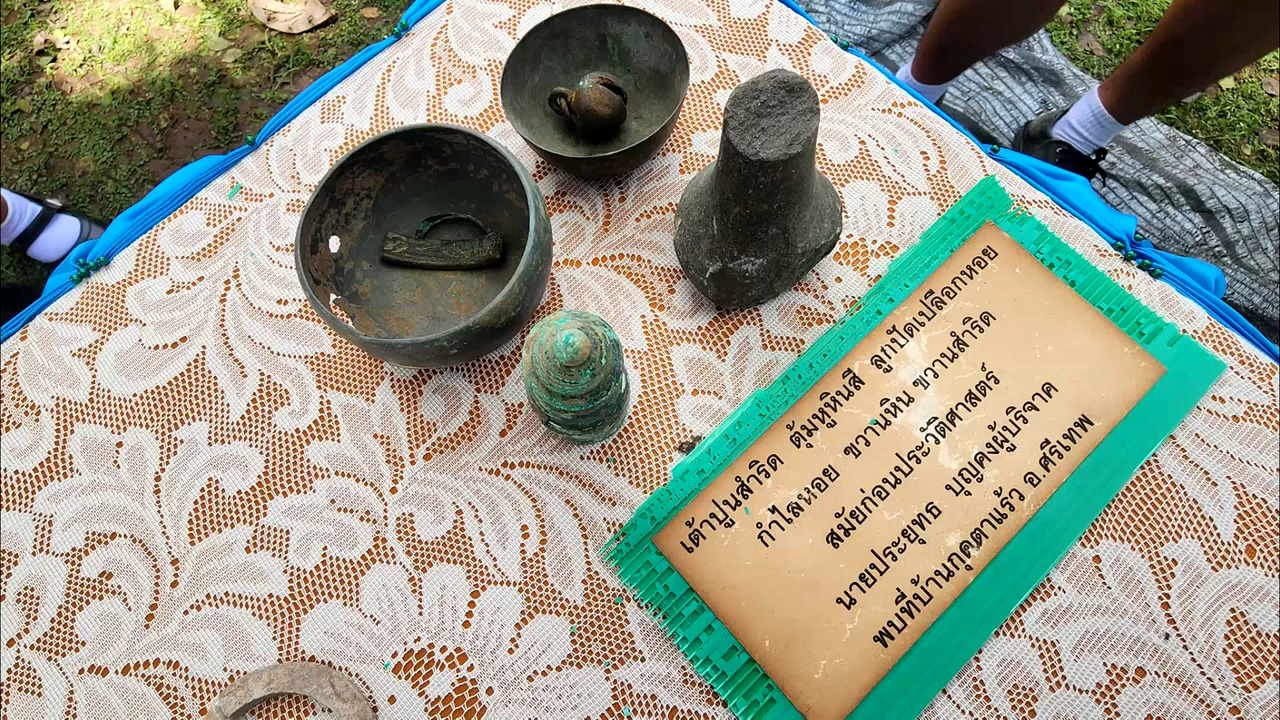 เต้าปูนสำริด ตุ้มหูหินสี ลูกปัดเปลือกหอย
กำไลหอย ขวานหิน ขวานสำริด
สมัยก่อนประวัติศาสตร์
นายประยุทธ บุญคงผู้บริจาค
พบที่บ้านกุคตาแร้ว อ.ศรีเทพ